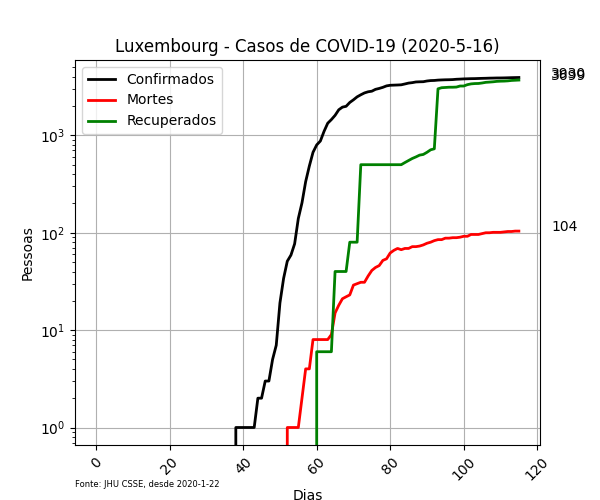 Luxembourg - Casos de COVID-19 (2020-5-16)
Confirmados
Mortes
Recuperados
104
Pessoas
10³
10²
10¹
10⁰
0
20
40
60
80
100
120
Dias
Fonte: JHU CSSE, desde 2020-1-22